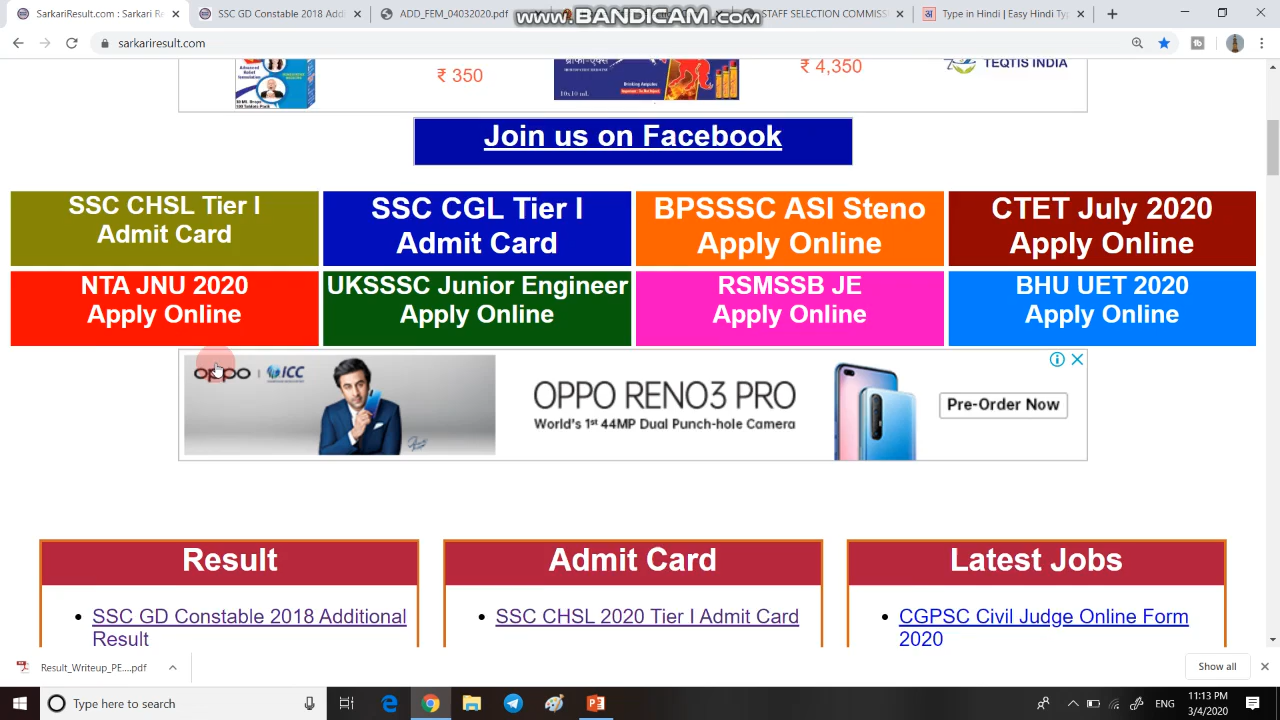 Sarkari Result.com : Sarkari Res
SSC GD Constable 2018 Addi
ADD_FEM_04032020.pdf
www.BANDICAM.com
STAFF SELECTION COMMISS
Type in Hindi | Easy Hindi Ty
sarkariresult.com
₹ 350
10x10 ml.
₹ 4,350
TEQTIS INDIA
Join us on Facebook
SSC CHSL Tier I
Admit Card
SSC CGL Tier I
Admit Card
BPSSSC ASI Steno
Apply Online
CTET July 2020
Apply Online
NTA JNU 2020
Apply Online
UKSSSC Junior Engineer
Apply Online
RSMSSB JE
Apply Online
BHU UET 2020
Apply Online
oppo | ICC
OPPO RENO3 PRO
World's 1st 44MP Dual Punch-hole Camera
Pre-Order Now
Result
Admit Card
Latest Jobs
SSC GD Constable 2018 Additional
Result
SSC CHSL 2020 Tier I Admit Card
CGPSC Civil Judge Online Form
2020
Result_Writeup_PE....pdf
Show all
Type here to search
ENG
11:13 PM
3/4/2020